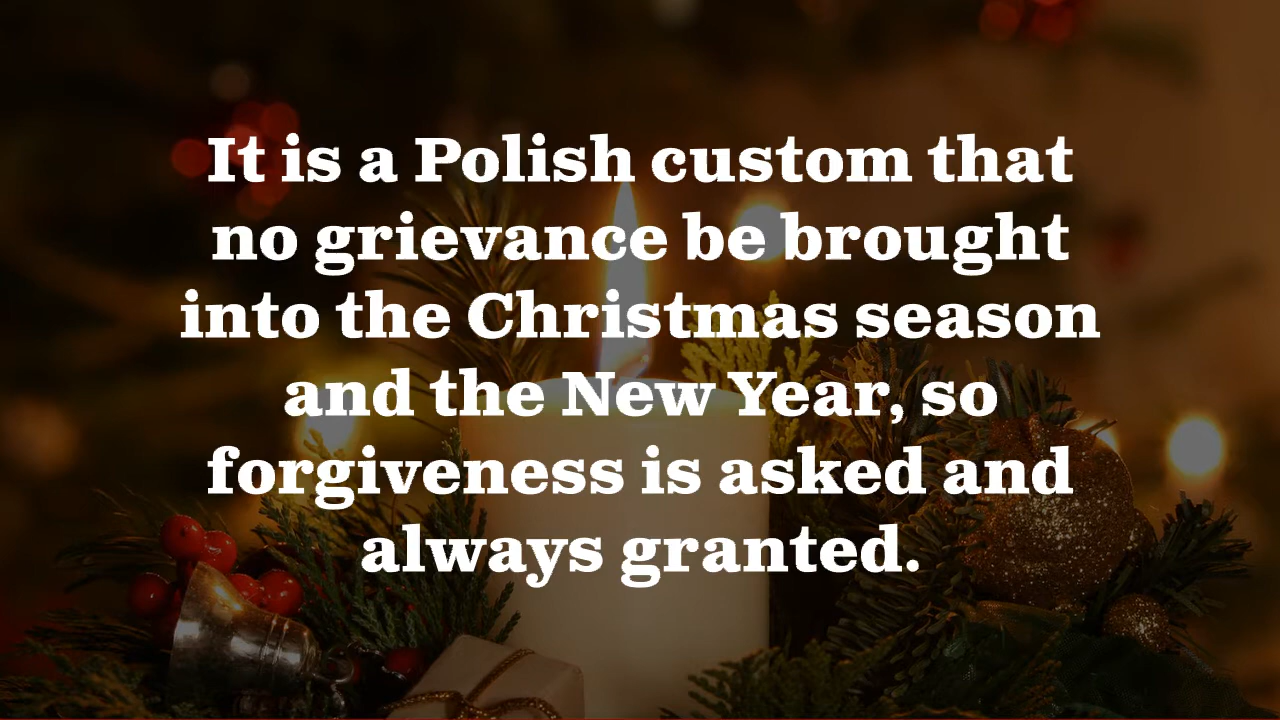 It is a Polish custom that
no grievance be brought
into the Christmas season
and the New Year, so
forgiveness is asked and
always granted.